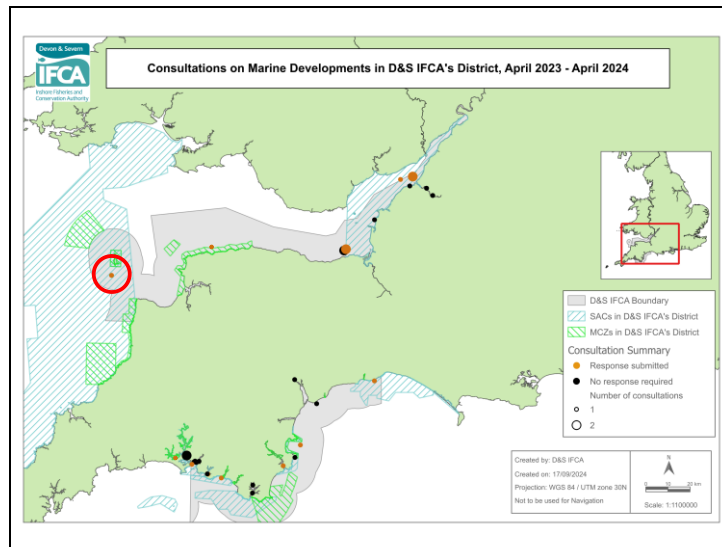 Devon & Severn
IFCA
Inshore Fisheries and
Conservation Authority
Consultations on Marine Developments in D&S IFCA's District, April 2023 - April 2024
D&S IFCA Boundary
SACs in D&S IFCA's District
MCZs in D&S IFCA's District
Consultation Summary
Response submitted
No response required
Number of consultations
1
2
Created by: D&S IFCA
Created on: 17/09/2024
Projection: WGS 84 / UTM zone 30N
Not to be used for Navigation
N
0 10 20 km
Scale: 1:1100000